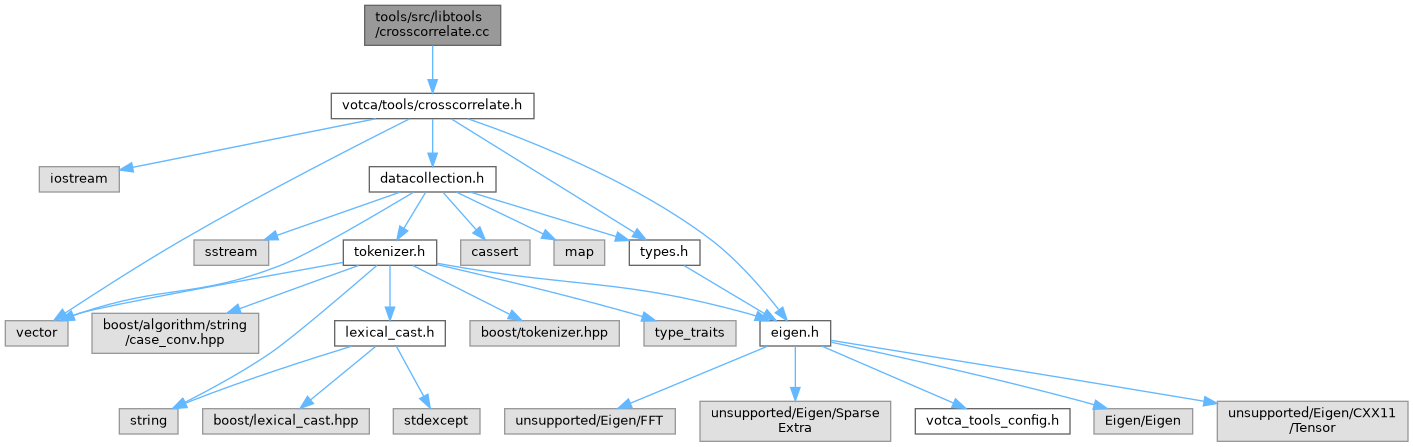 tools/src/libtools
/crosscorrelate.cc
votca/tools/crosscorrelate.h
iostream
datacollection.h
sstream
tokenizer.h
cassert
map
types.h
vector
boost/algorithm/string
/case_conv.hpp
lexical_cast.h
boost/tokenizer.hpp
type_traits
eigen.h
string
boost/lexical_cast.hpp
stdexcept
unsupported/Eigen/FFT
unsupported/Eigen/Sparse
Extra
votca_tools_config.h
Eigen/Eigen
unsupported/Eigen/CXX11
/Tensor